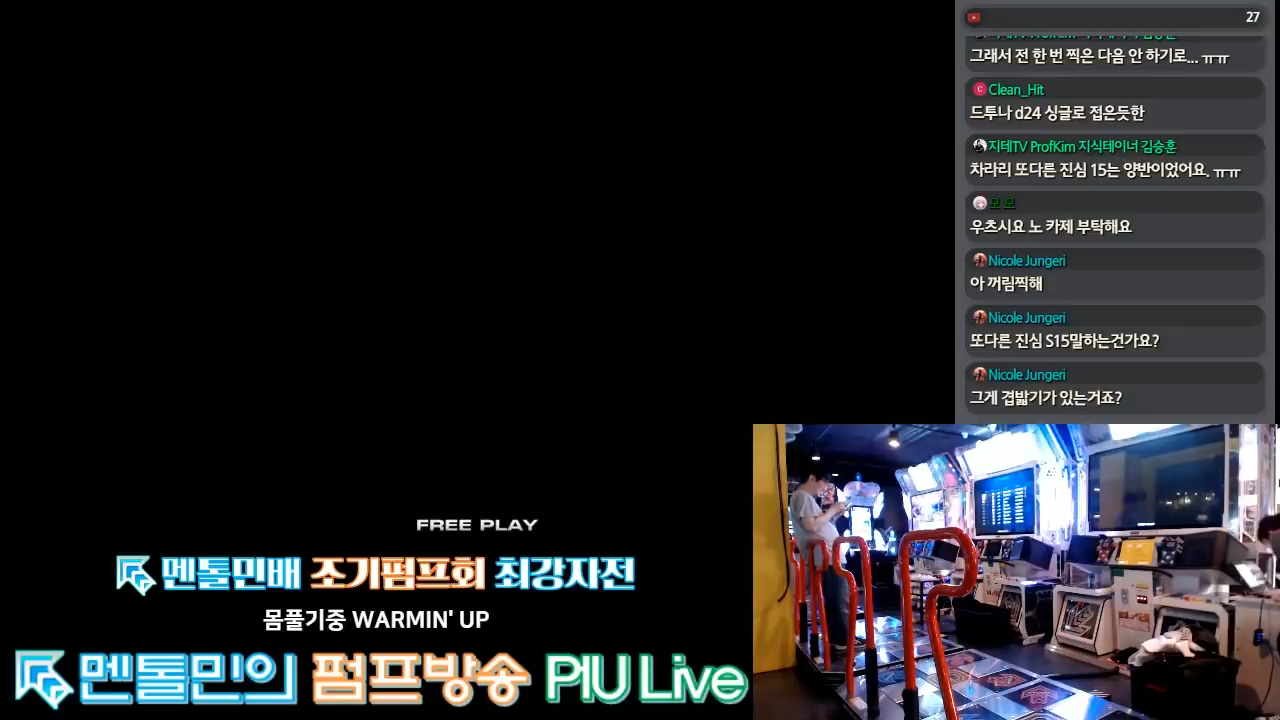 27
그래서 전 한 번 찍은 다음 안 하기로... ㅠㅠ
Clean_Hit
드투나 d24 싱글로 접은듯한
지테TV ProfKim 지식테이너 김승훈
차라리 또다른 진심 15는 양반이었어요. ㅠㅠ
모 모
우츠시요 노 카제 부탁해요
Nicole Jungeri
아 꺼림찍해
Nicole Jungeri
또다른 진심 S15말하는건가요?
Nicole Jungeri
그게 겹밟기가 있는거죠?
FREE PLAY
멘톨민배 조기펌프회 최강자전
몸풀기중 WARMIN' UP
멘톨민의 펌프방송 PIU Live